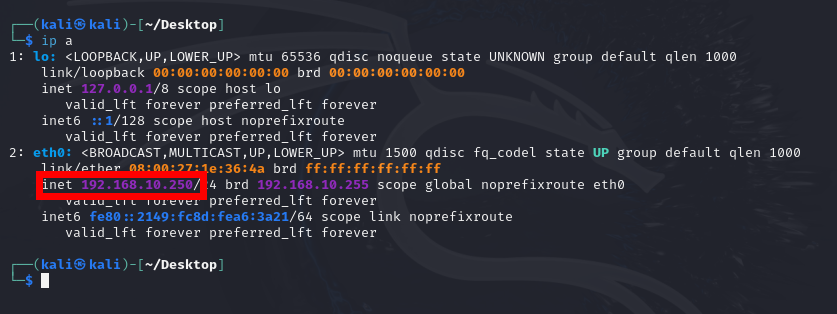 ┌──(kali㉿kali)-[~/Desktop]
└─$ ip a
1: lo: <LOOPBACK,UP,LOWER_UP> mtu 65536 qdisc noqueue state UNKNOWN group default qlen 1000
link/loopback 00:00:00:00:00:00 brd 00:00:00:00:00:00
inet 127.0.0.1/8 scope host lo
valid_lft forever preferred_lft forever
inet6 ::1/128 scope host noprefixroute
valid_lft forever preferred_lft forever
2: eth0: <BROADCAST,MULTICAST,UP,LOWER_UP> mtu 1500 qdisc fq_codel state UP group default qlen 1000
link/ether 08:00:27:1e:36:4a brd ff:ff:ff:ff:ff:ff
inet 192.168.10.250/24 brd 192.168.10.255 scope global noprefixroute eth0
valid_lft forever preferred_lft forever
inet6 fe80::2149:fc8d:fea6:3a21/64 scope link noprefixroute
valid_lft forever preferred_lft forever
┌──(kali㉿kali)-[~/Desktop]
└─$